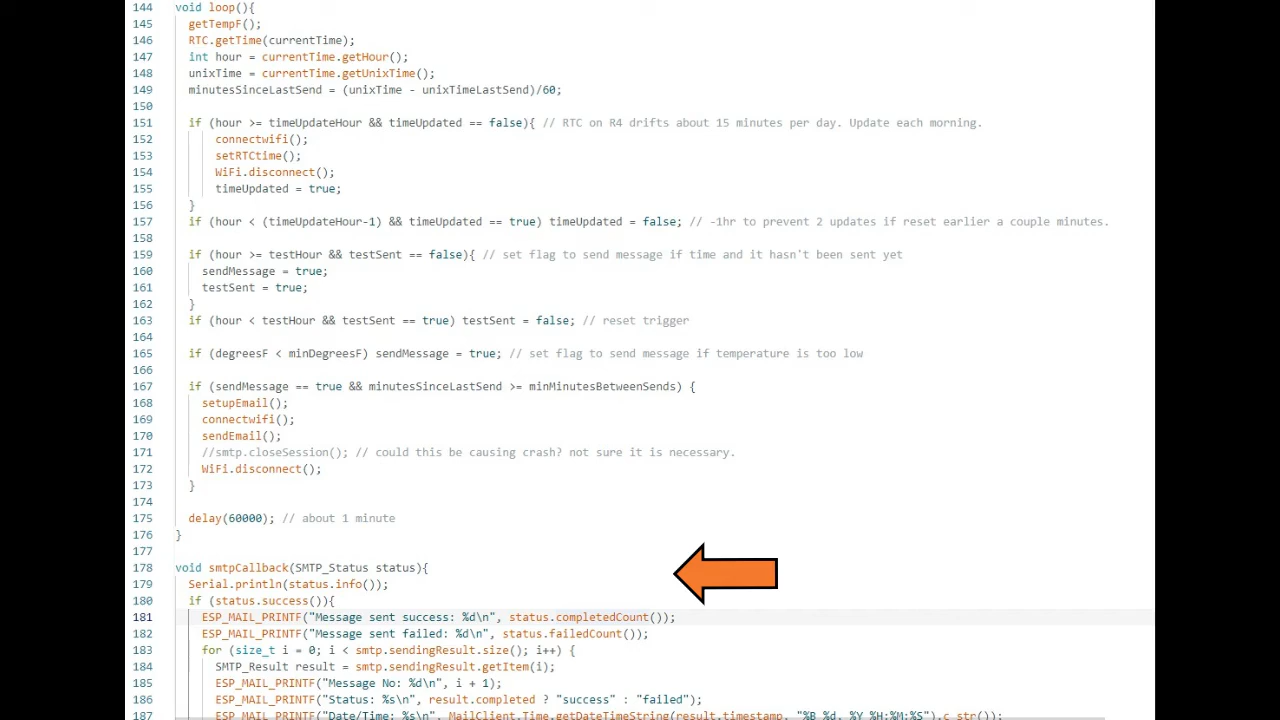 144 void loop(){
145 getTempF();
146 RTC.getTime(currentTime);
147 int hour = currentTime.getHour();
148 unixTime = currentTime.getUnixTime();
149 minutesSinceLastSend = (unixTime - unixTimeLastSend)/60;
150
151 if (hour >= timeUpdateHour && timeUpdated == false){ // RTC on R4 drifts about 15 minutes per day. Update each morning.
152 connectwifi();
153 setRTCtime();
154 WiFi.disconnect();
155 timeUpdated = true;
156 }
157 if (hour < (timeUpdateHour-1) && timeUpdated == true) timeUpdated = false; // -1hr to prevent 2 updates if reset earlier a couple minutes.
158
159 if (hour >= testHour && testSent == false){ // set flag to send message if time and it hasn't been sent yet
160 sendMessage = true;
161 testSent = true;
162 }
163 if (hour < testHour && testSent == true) testSent = false; // reset trigger
164
165 if (degreesF < minDegreesF) sendMessage = true; // set flag to send message if temperature is too low
166
167 if (sendMessage == true && minutesSinceLastSend >= minMinutesBetweenSends) {
168 setupEmail();
169 connectwifi();
170 sendEmail();
171 //smtp.closeSession(); // could this be causing crash? not sure it is necessary.
172 WiFi.disconnect();
173 }
174
175 delay(60000); // about 1 minute
176 }
177
178 void smtpCallback(SMTP_Status status){
179 Serial.println(status.info());
180 if (status.success()){
181 ESP_MAIL_PRINTF("Message sent success: %d\n", status.completedCount());
182 ESP_MAIL_PRINTF("Message sent failed: %d\n", status.failedCount());
183 for (size_t i = 0; i < smtp.sendingResult.size(); i++) {
184 SMTP_Result result = smtp.sendingResult.getItem(i);
185 ESP_MAIL_PRINTF("Message No: %d\n", i + 1);
186 ESP_MAIL_PRINTF("Status: %s\n", result.completed ? "success" : "failed");
187 ESP_MAIL_PRINTF("Date/Time: %s\n", MailClient.Time.getDateTimeString(result.timestamp, "%B %d, %Y %H:%M:%S").c_str());